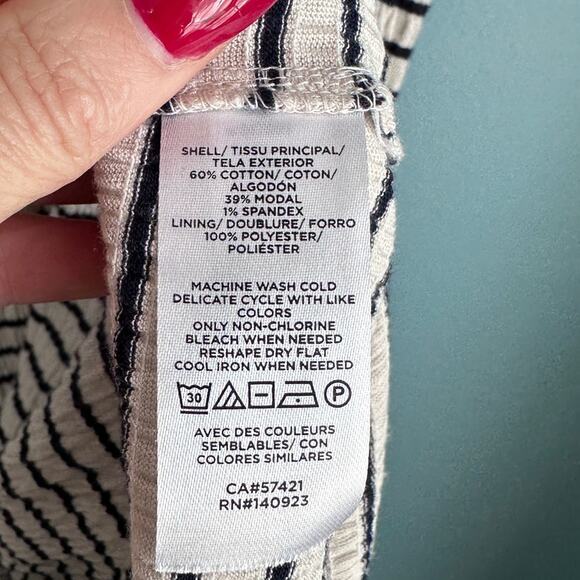 SHELL/ TISSU PRINCIPAL/
TELA EXTERIOR
60% COTTON/ COTON/
ALGODÓN
39% MODAL
1% SPANDEX
LINING/ DOUBLURE/ FORRO
100% POLYESTER/
POLIÉSTER
MACHINE WASH COLD
DELICATE CYCLE WITH LIKE
COLORS
ONLY NON-CHLORINE
BLEACH WHEN NEEDED
RESHAPE DRY FLAT
COOL IRON WHEN NEEDED
30 P
AVEC DES COULEURS
SEMBLABLES/ CON
COLORES SIMILARES
CA#57421
RN#140923